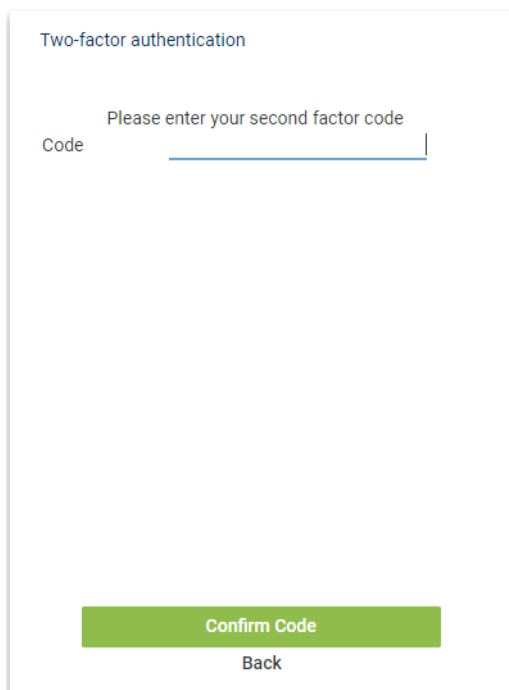 Two-factor authentication
Please enter your second factor code
Code
Confirm Code
Back